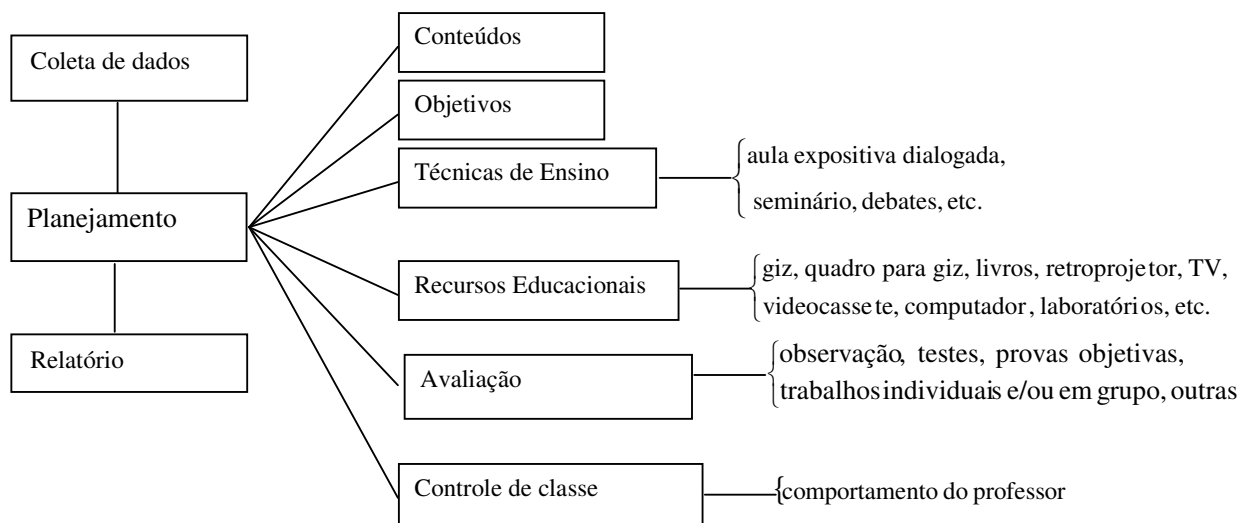 Coleta de dados
Planejamento
Relatório
Conteúdos
Objetivos
Técnicas de Ensino
aula expositiva dialogada,
seminário, debates, etc.
Recursos Educacionais
giz, quadro para giz, livros, retroprojetor, TV,
videocassete, computador, laboratórios, etc.
Avaliação
observação, testes, provas objetivas,
trabalhos individuais e/ou em grupo, outras
Controle de classe
comportamento do professor